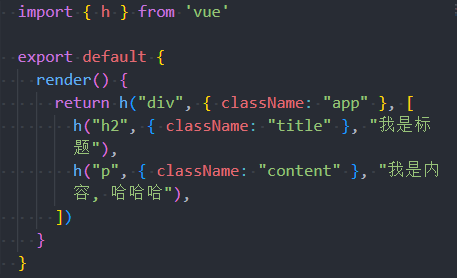 import { h } from 'vue'

export default {
  render() {
    return h("div", { className: "app" }, [
      h("h2", { className: "title" }, "我是标
      题"),
      h("p", { className: "content" }, "我是内
      容, 哈哈哈"),
    ])
  }
}